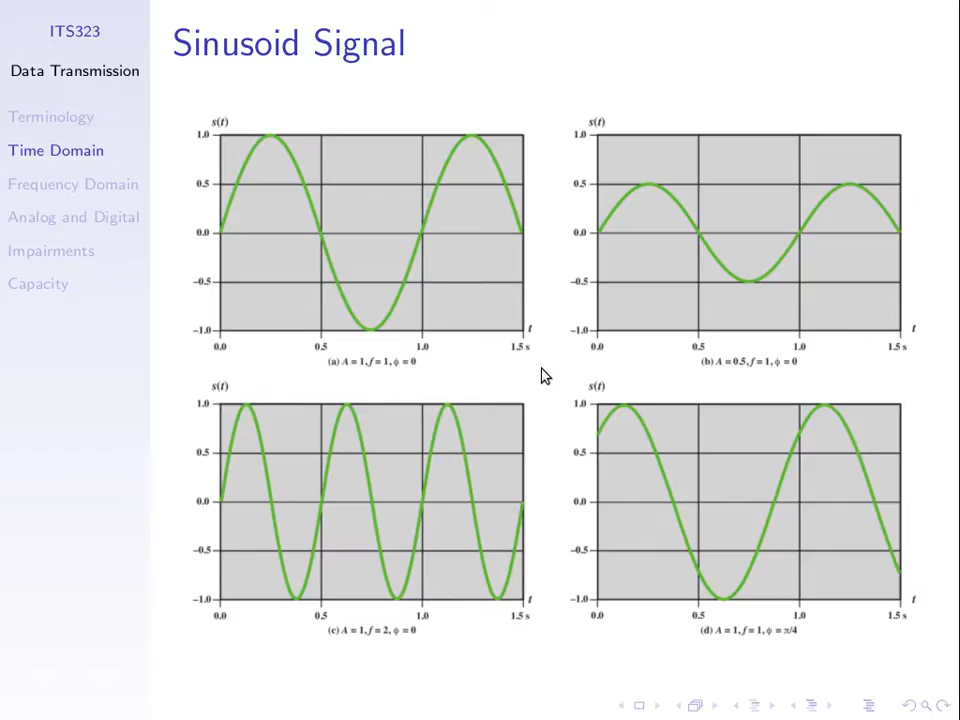 ITS323
Data Transmission
Terminology
Time Domain
Frequency Domain
Analog and Digital
Impairments
Capacity
Sinusoid Signal
s(t)
1.0
0.5
0.0
−0.5
−1.0
0.0 0.5 1.0 1.5 s
t
(a) A = 1, f = 1, ϕ = 0
s(t)
1.0
0.5
0.0
−0.5
−1.0
0.0 0.5 1.0 1.5 s
t
(b) A = 0.5, f = 1, ϕ = 0
s(t)
1.0
0.5
0.0
−0.5
−1.0
0.0 0.5 1.0 1.5 s
t
(c) A = 1, f = 2, ϕ = 0
s(t)
1.0
0.5
0.0
−0.5
−1.0
0.0 0.5 1.0 1.5 s
t
(d) A = 1, f = 1, ϕ = π/4